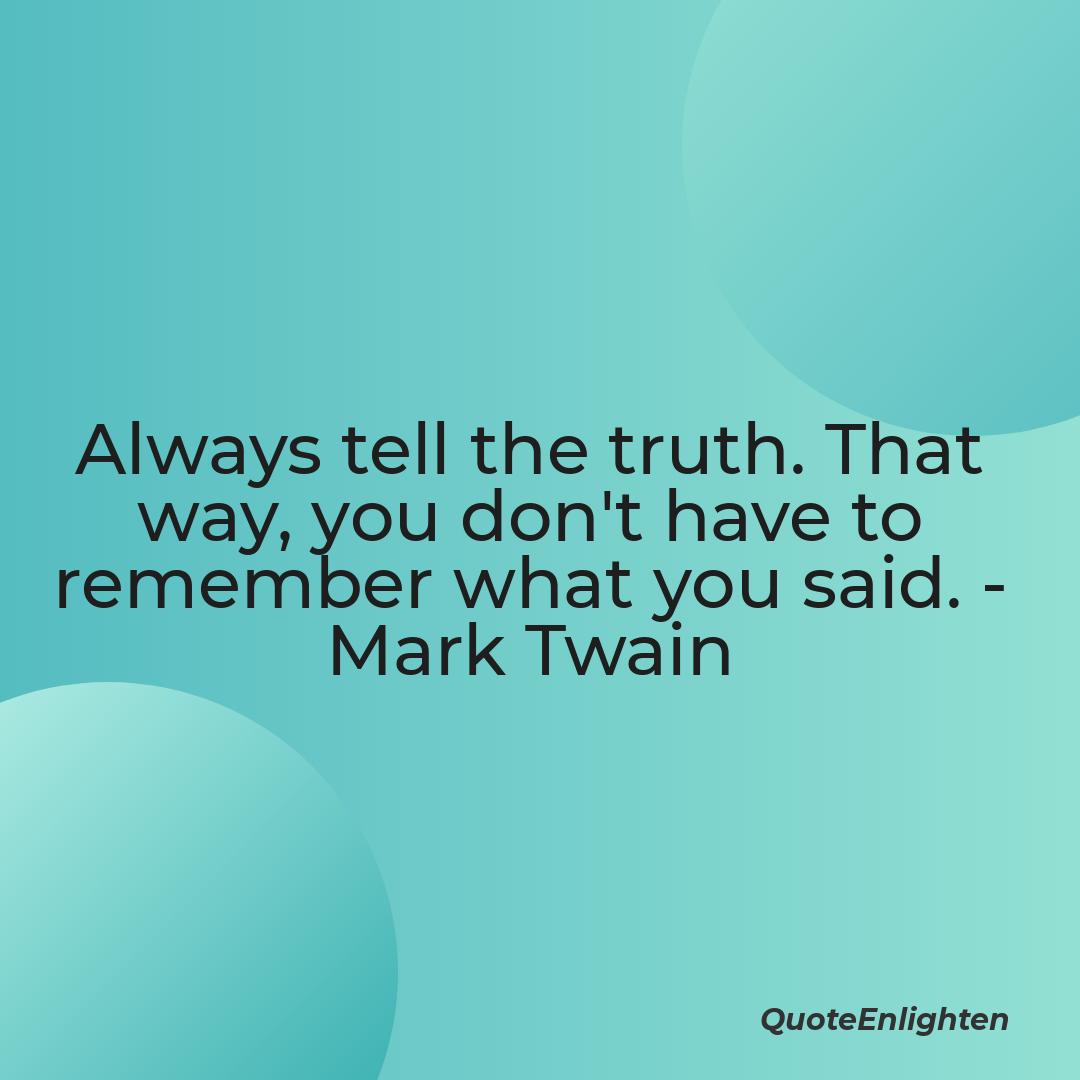 Always tell the truth. That
way, you don't have to
remember what you said. -
Mark Twain
QuoteEnlighten